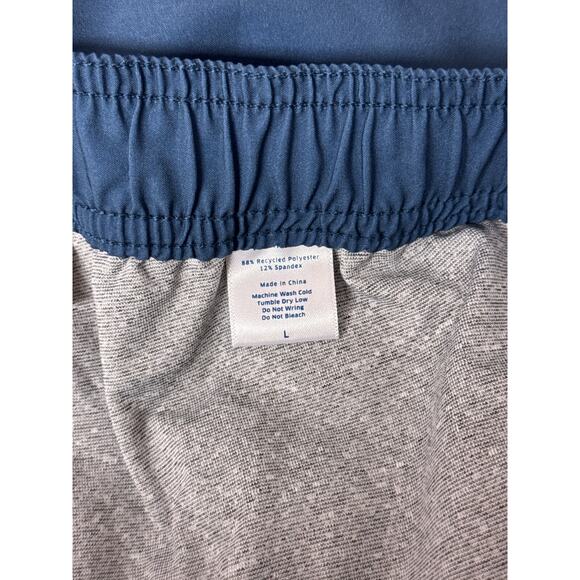 88% Recycled Polyester
12% Spandex
Made in China
Machine Wash Cold
Tumble Dry Low
Do Not Wring
Do Not Bleach
L